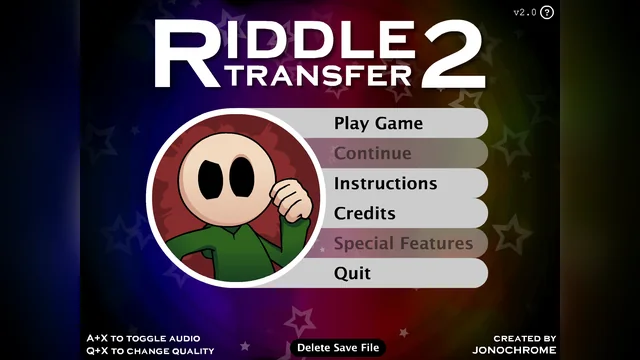 v2.0 ?
RIDDLE
TRANSFER 2
Play Game
Continue
Instructions
Credits
Special Features
Quit
A+X TO TOGGLE AUDIO
Q+X TO CHANGE QUALITY
Delete Save File
CREATED BY
JONOCHROME